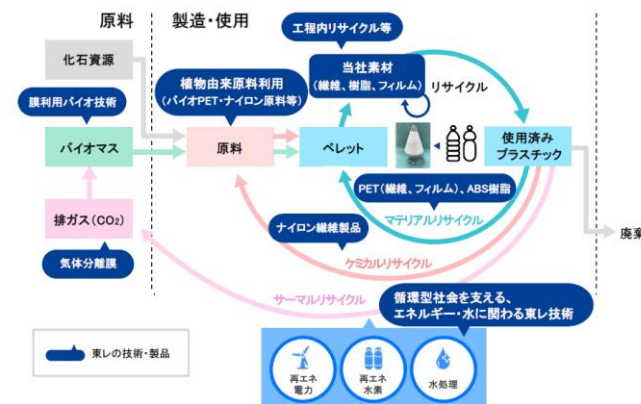 原料
製造・使用
工程内リサイクル等
化石資源
当社素材
(繊維、樹脂、フィルム)
リサイクル
植物由来原料利用
(バイオPET・ナイロン原料等)
膜利用バイオ技術
バイオマス
原料
ペレット
使用済み
プラスチック
PET(繊維、フィルム)、ABS樹脂
排ガス(CO2)
ナイロン繊維製品
マテリアルリサイクル
廃棄
気体分離膜
ケミカルリサイクル
サーマルリサイクル
循環型社会を支える、
エネルギー・水に関わる東レ技術
東レの技術・製品
再エネ
電力
再エネ
水素
水処理